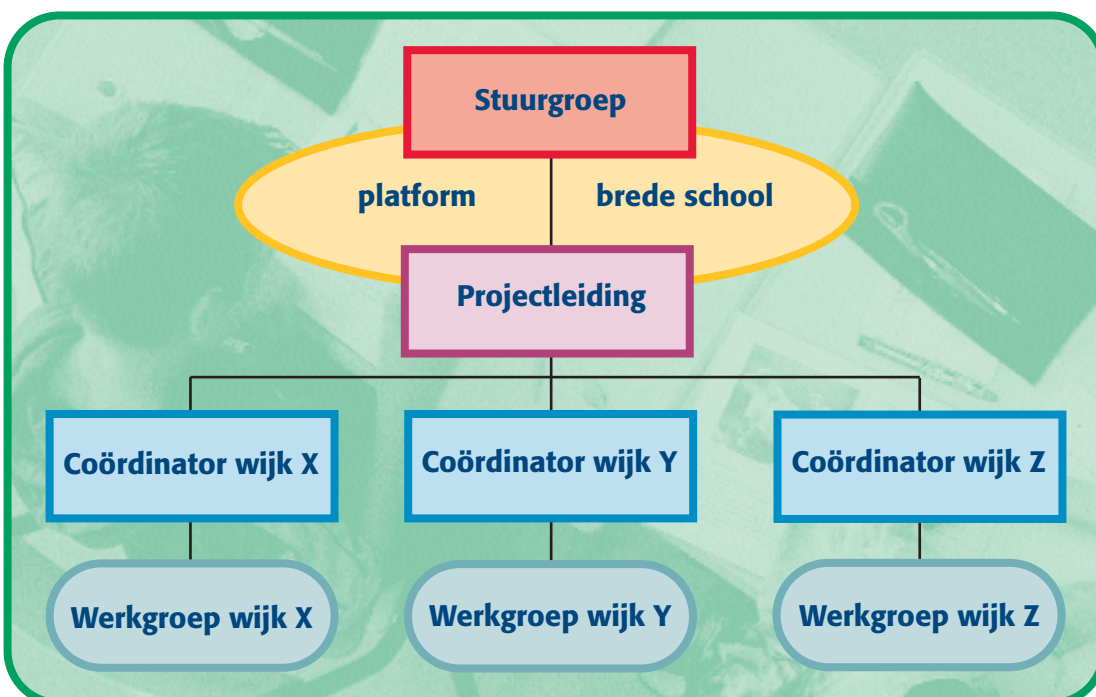 Stuurgroep
platform brede school
Projectleiding
Coördinator wijk X Coördinator wijk Y Coördinator wijk Z
Werkgroep wijk X Werkgroep wijk Y Werkgroep wijk Z